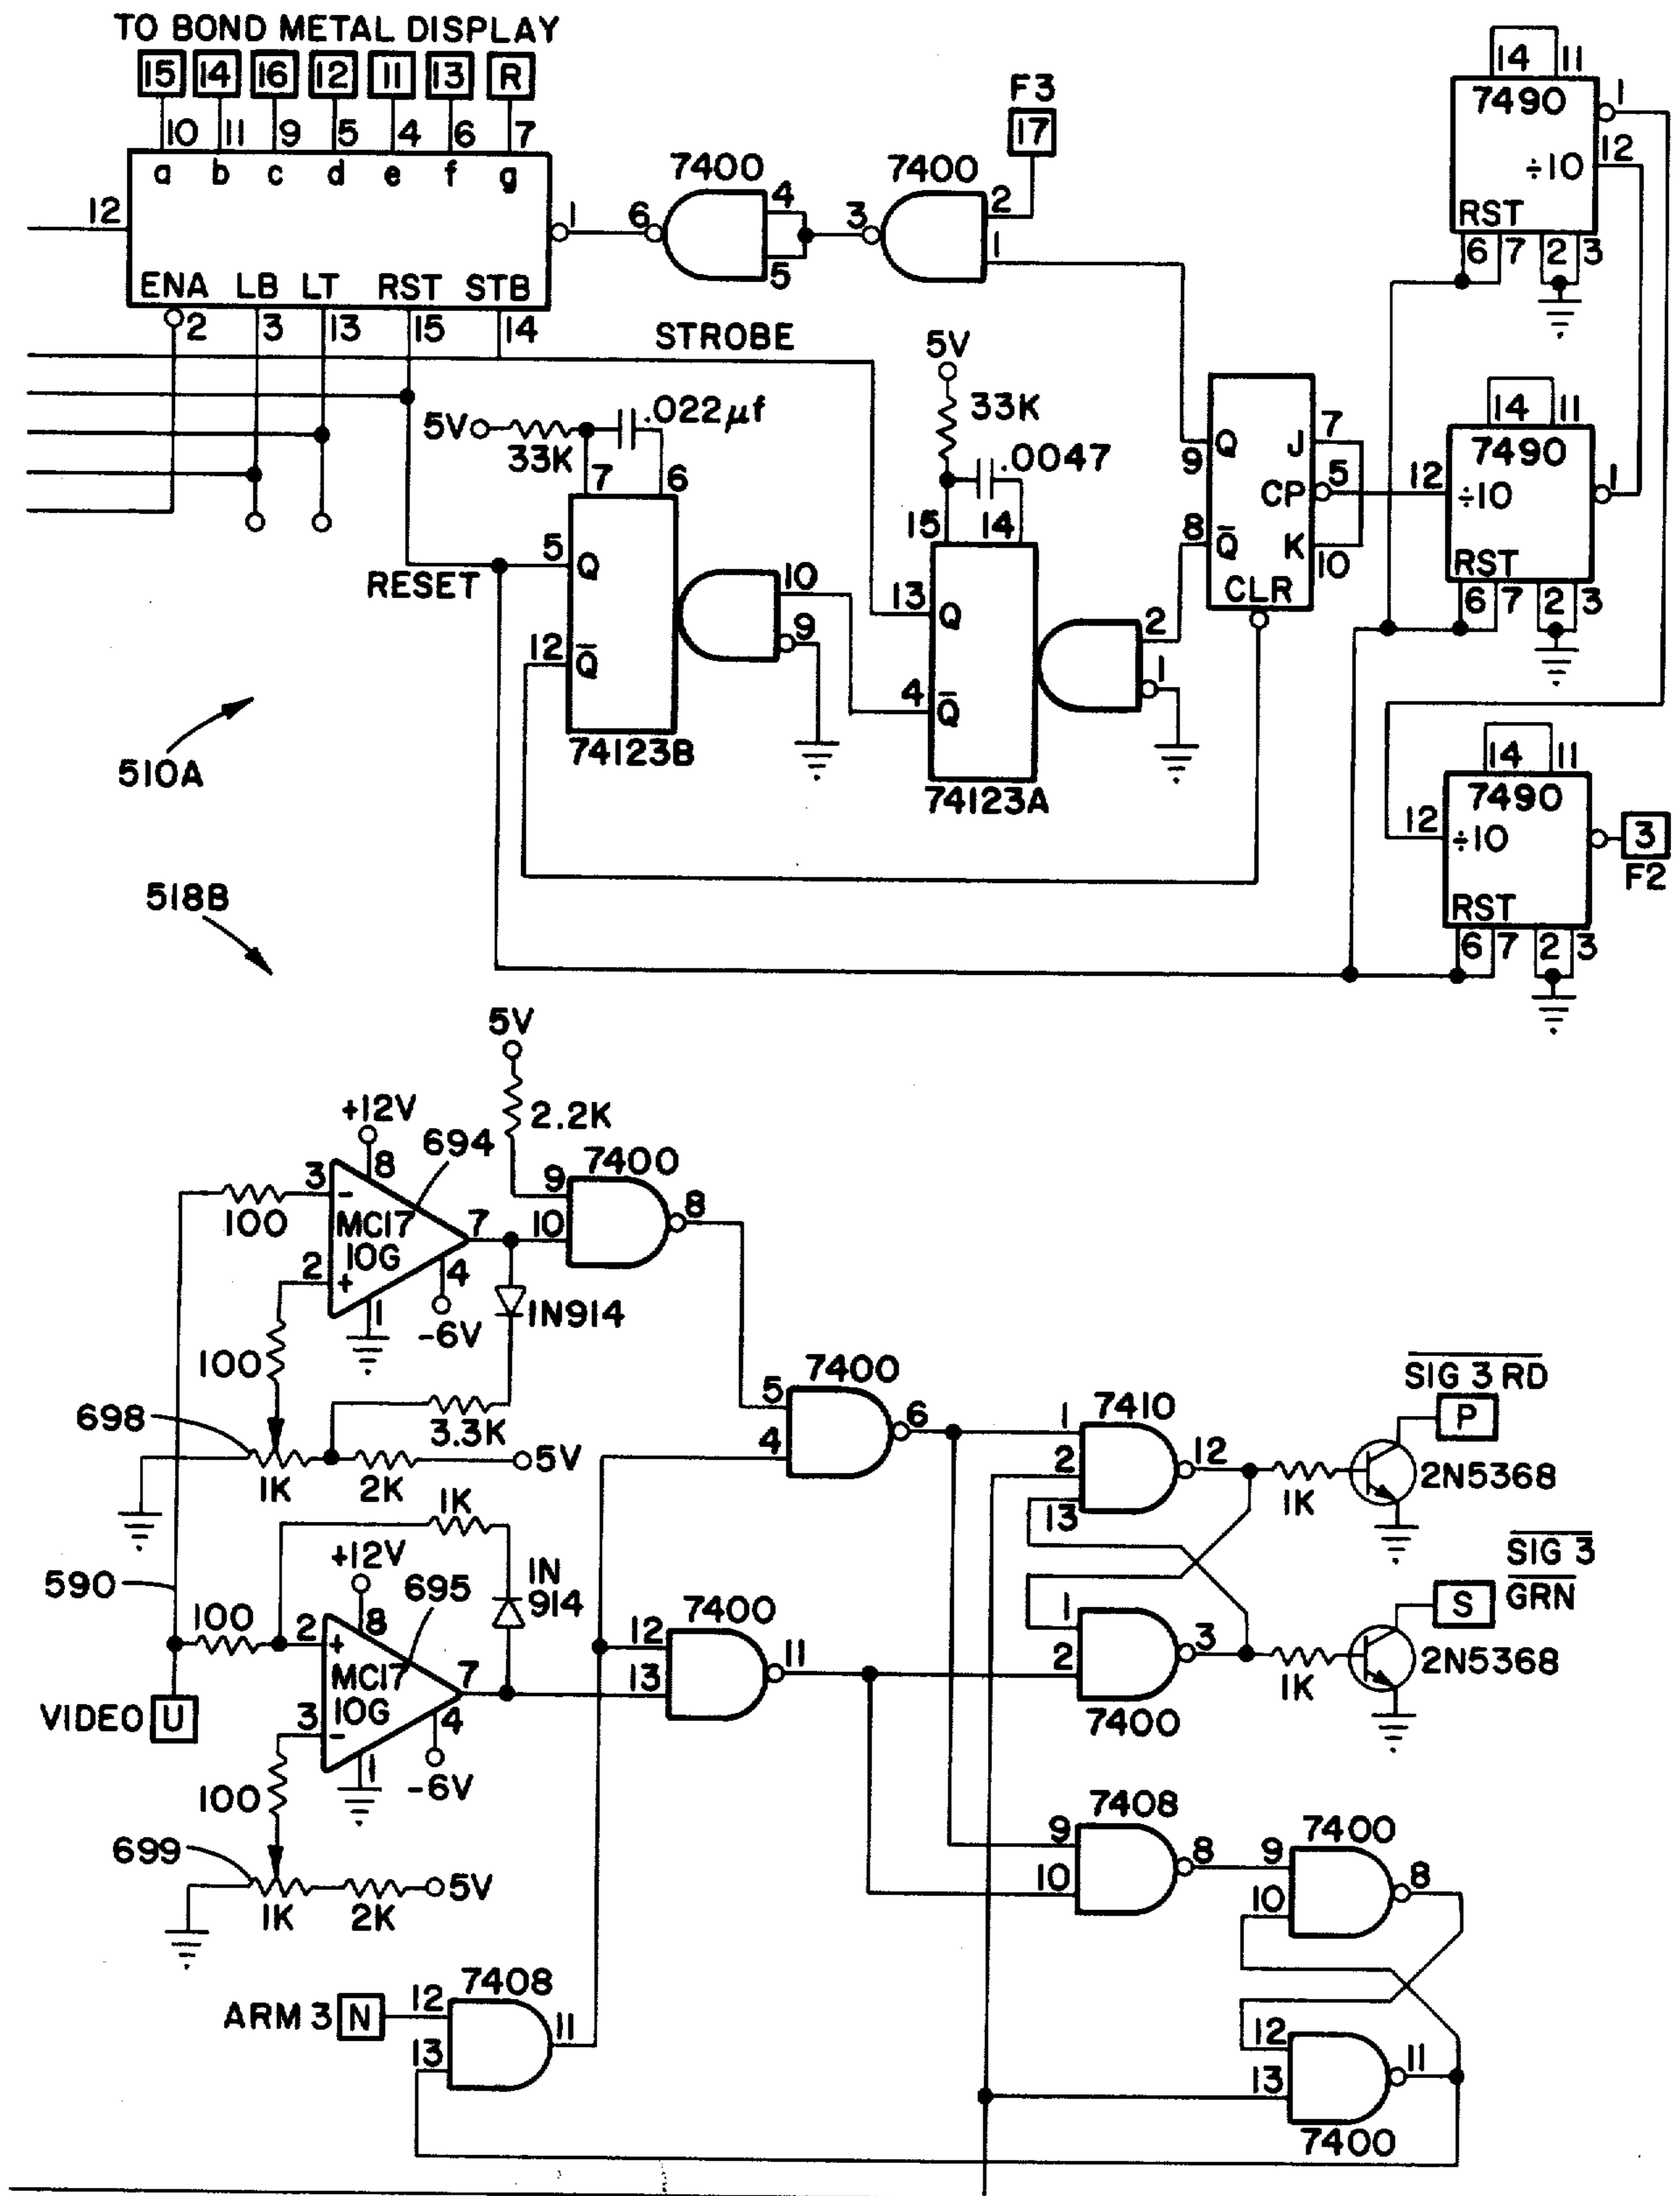 TO BOND METAL DISPLAY
15 14 16 12 11 13 R
10 11 9 5 4 6 7
a b c d e f g
12
1
ENA LB LT RST STB
2 3 13 15 14
7400
6
4
5
7400
3
2
1
F3
17
14 11
7490
1
12
÷10
RST
6 7 2 3
STROBE
5V
33K
.022µf
7 6
5V
33K
.0047
15 14
9 Q
J 7
CP 5
8 Q̅
K 10
CLR
14 11
7490
12
÷10
1
RST
6 7 2 3
RESET
5 Q
12 Q̅
10
9
74123B
13 Q
4 Q̅
2
1
74123A
510A
14 11
7490
12
÷10
3
F2
RST
6 7 2 3
518B
5V
2.2K
+12V
694
7400
3 -
8
9
10
8
100
MC17
10G
7
2 +
4
1
-6V
IN914
100
698
3.3K
1K
2K
5V
7400
5
4
6
7410
1
2
13
12
1K
S̅I̅G̅ ̅3̅ ̅R̅D̅
P
2N5368
1K
+12V
590
695
IN
914
100
2 +
8
MC17
10G
7
VIDEO U
3 -
4
1
-6V
100
699
1K
2K
5V
7400
12
13
11
1
2
3
7400
1K
S̅I̅G̅ ̅3̅
G̅R̅N̅
S
2N5368
7408
9
10
8
7400
9
10
8
ARM 3 N
7408
12
13
11
12
13
11
7400